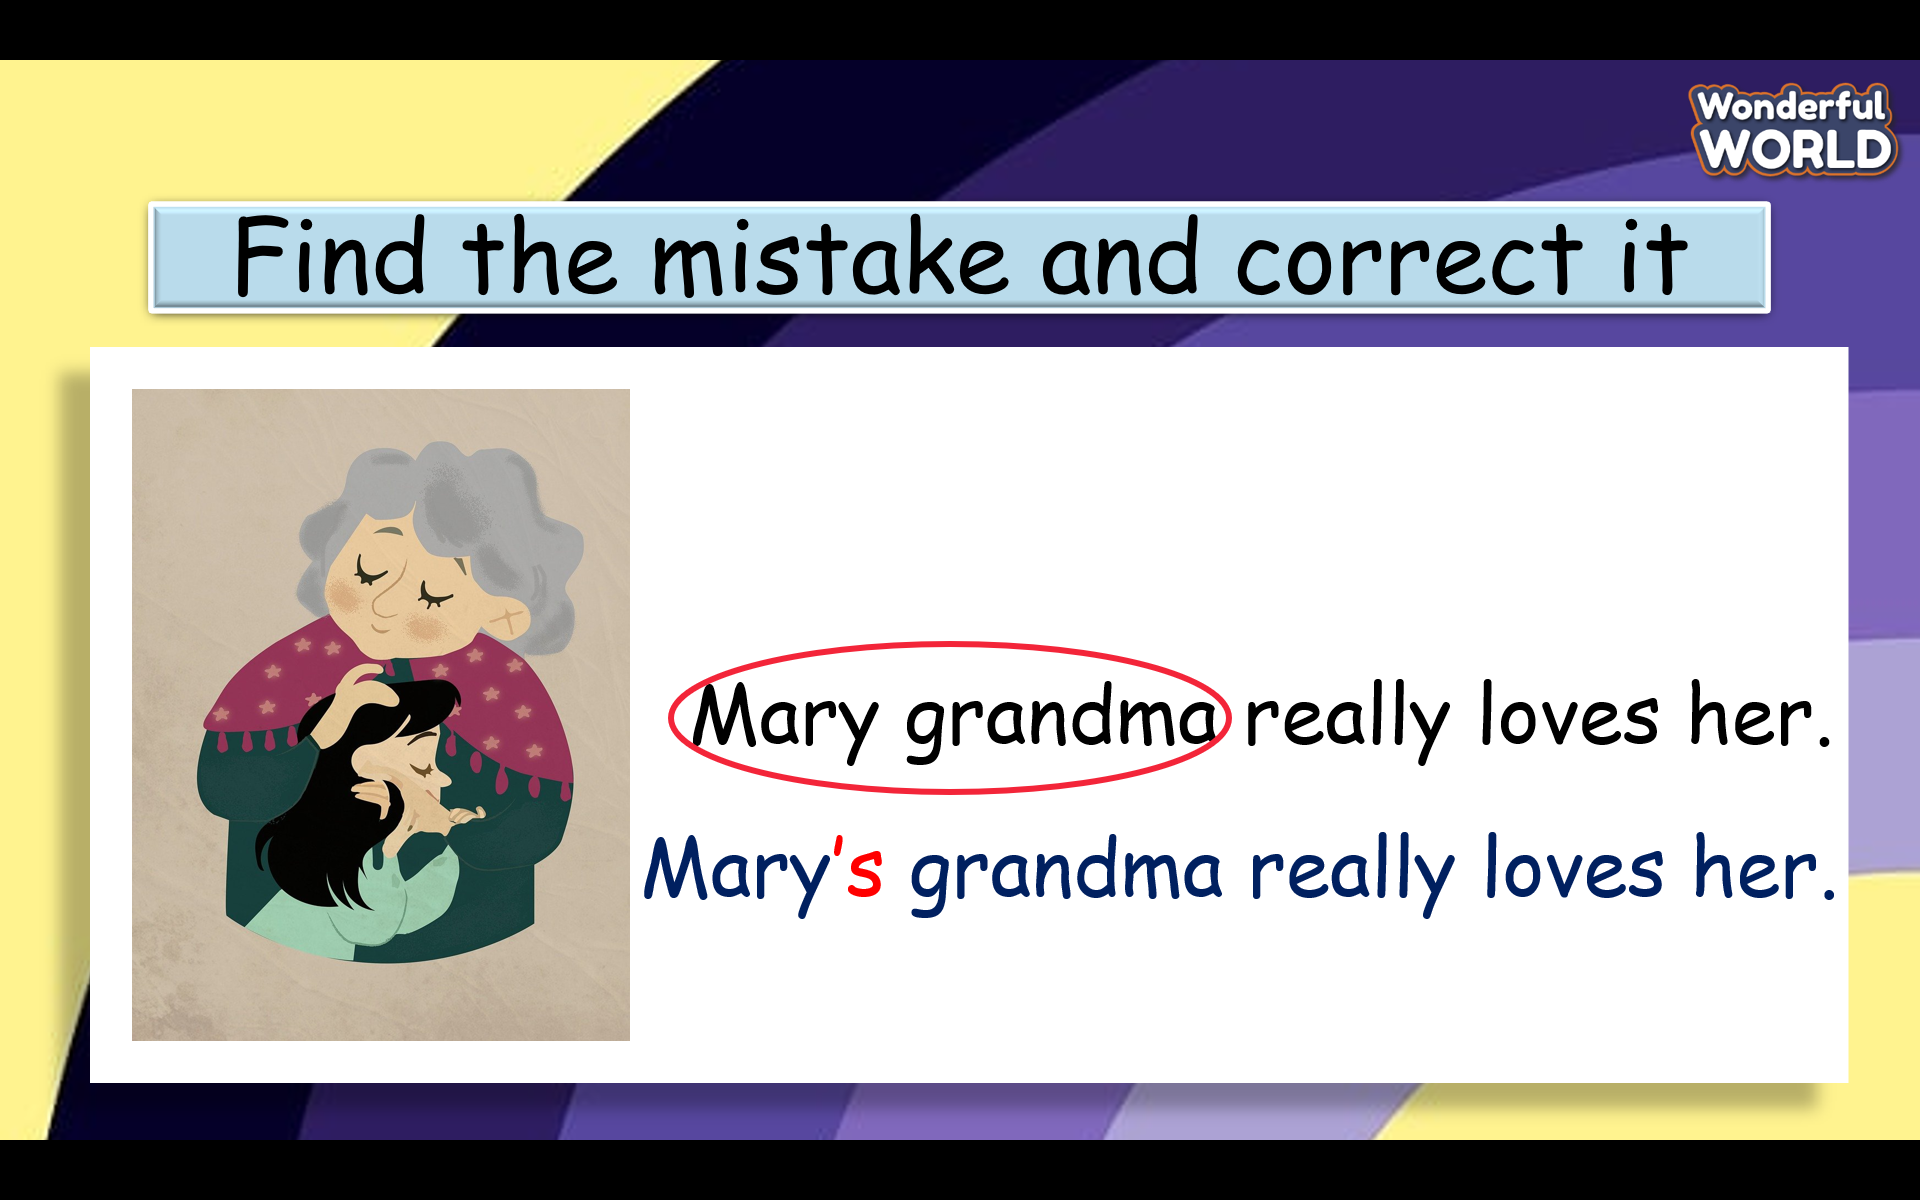 Wonderful
WORLD
Find the mistake and correct it
Mary grandma really loves her.
Mary's grandma really loves her.